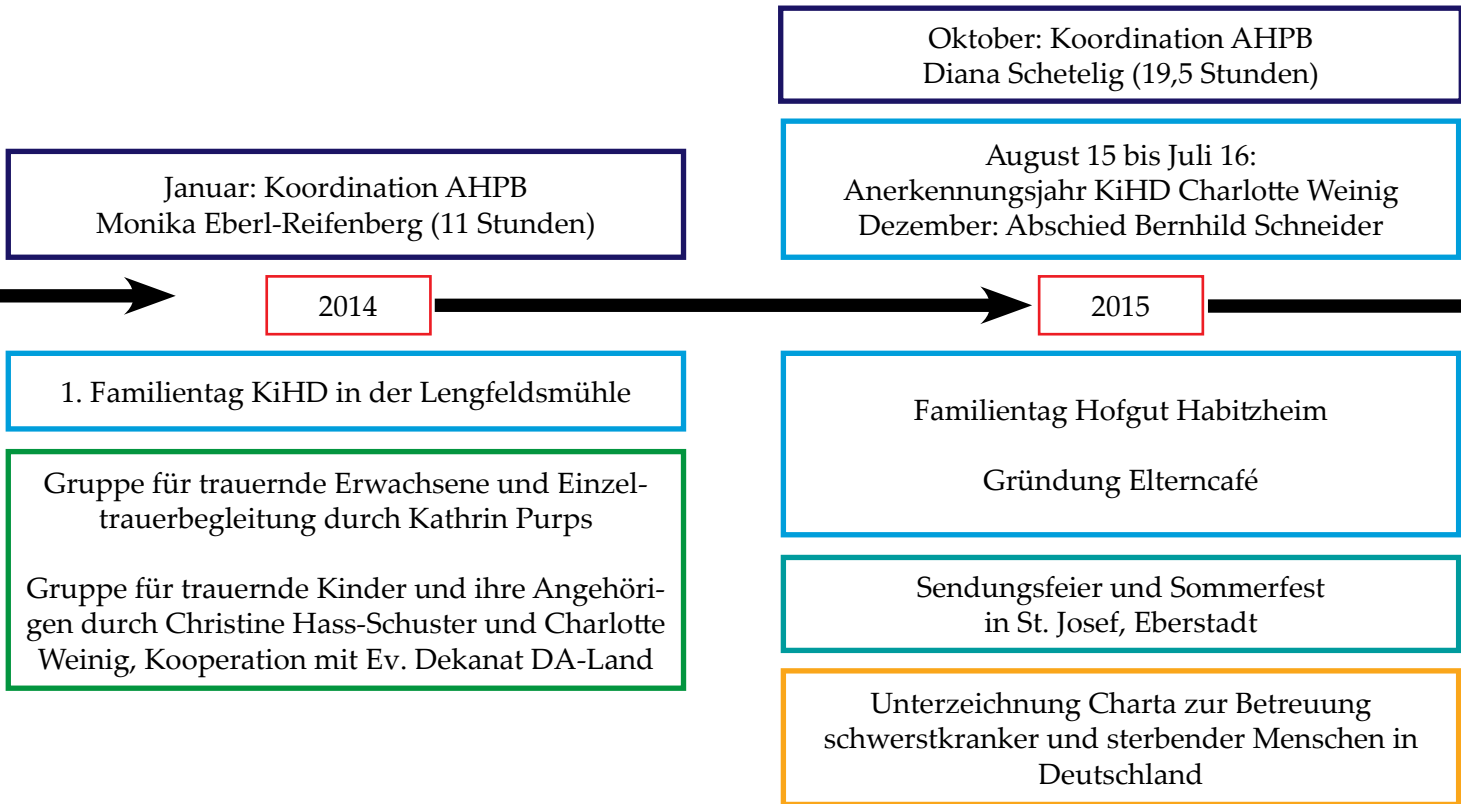 Januar: Koordination AHPB
Monika Eberl-Reifenberg (11 Stunden)
2014
1. Familientag KiHD in der Lengfeldsmühle
Gruppe für trauernde Erwachsene und Einzel-
trauerbegleitung durch Kathrin Purps
Gruppe für trauernde Kinder und ihre Angehöri-
gen durch Christine Hass-Schuster und Charlotte
Weinig, Kooperation mit Ev. Dekanat DA-Land
Oktober: Koordination AHPB
Diana Schetelig (19,5 Stunden)
August 15 bis Juli 16:
Anerkennungsjahr KiHD Charlotte Weinig
Dezember: Abschied Bernhild Schneider
2015
Familientag Hofgut Habitzheim
Gründung Elterncafé
Sendungsfeier und Sommerfest
in St. Josef, Eberstadt
Unterzeichnung Charta zur Betreuung
schwerstkranker und sterbender Menschen in
Deutschland